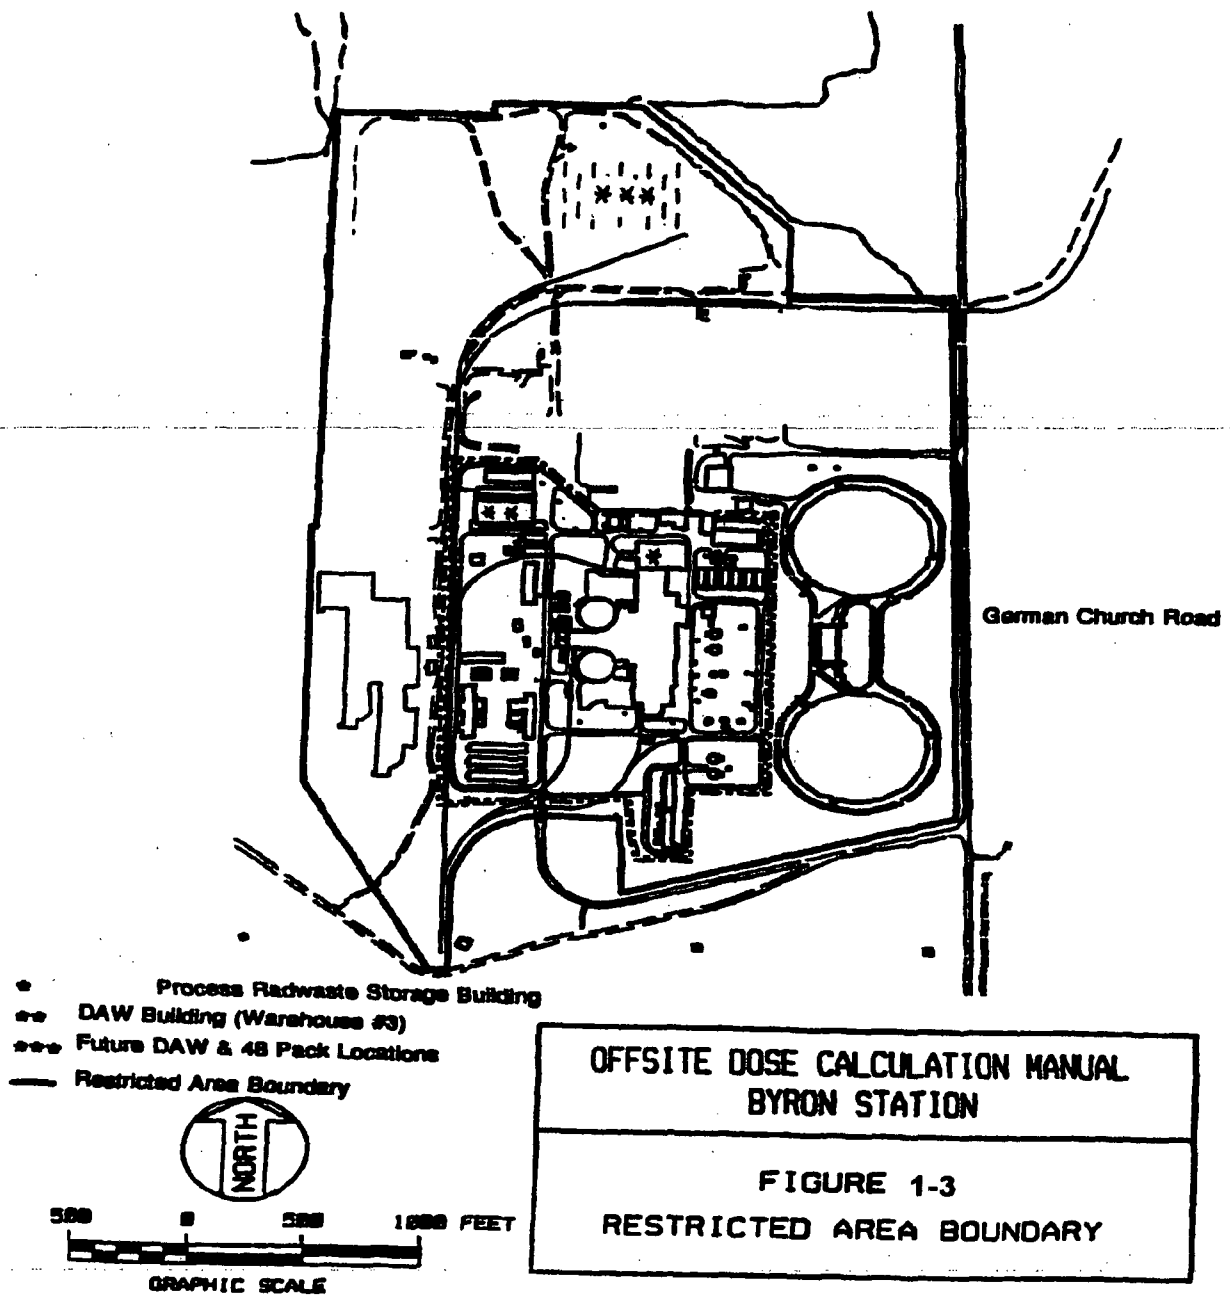 German Church Road
* Process Radwaste Storage Building
** DAW Building (Warehouse #3)
*** Future DAW & 48 Pack Locations
Restricted Area Boundary
NORTH
500 0 500 1000 FEET
GRAPHIC SCALE
OFFSITE DOSE CALCULATION MANUAL
BYRON STATION
FIGURE 1-3
RESTRICTED AREA BOUNDARY